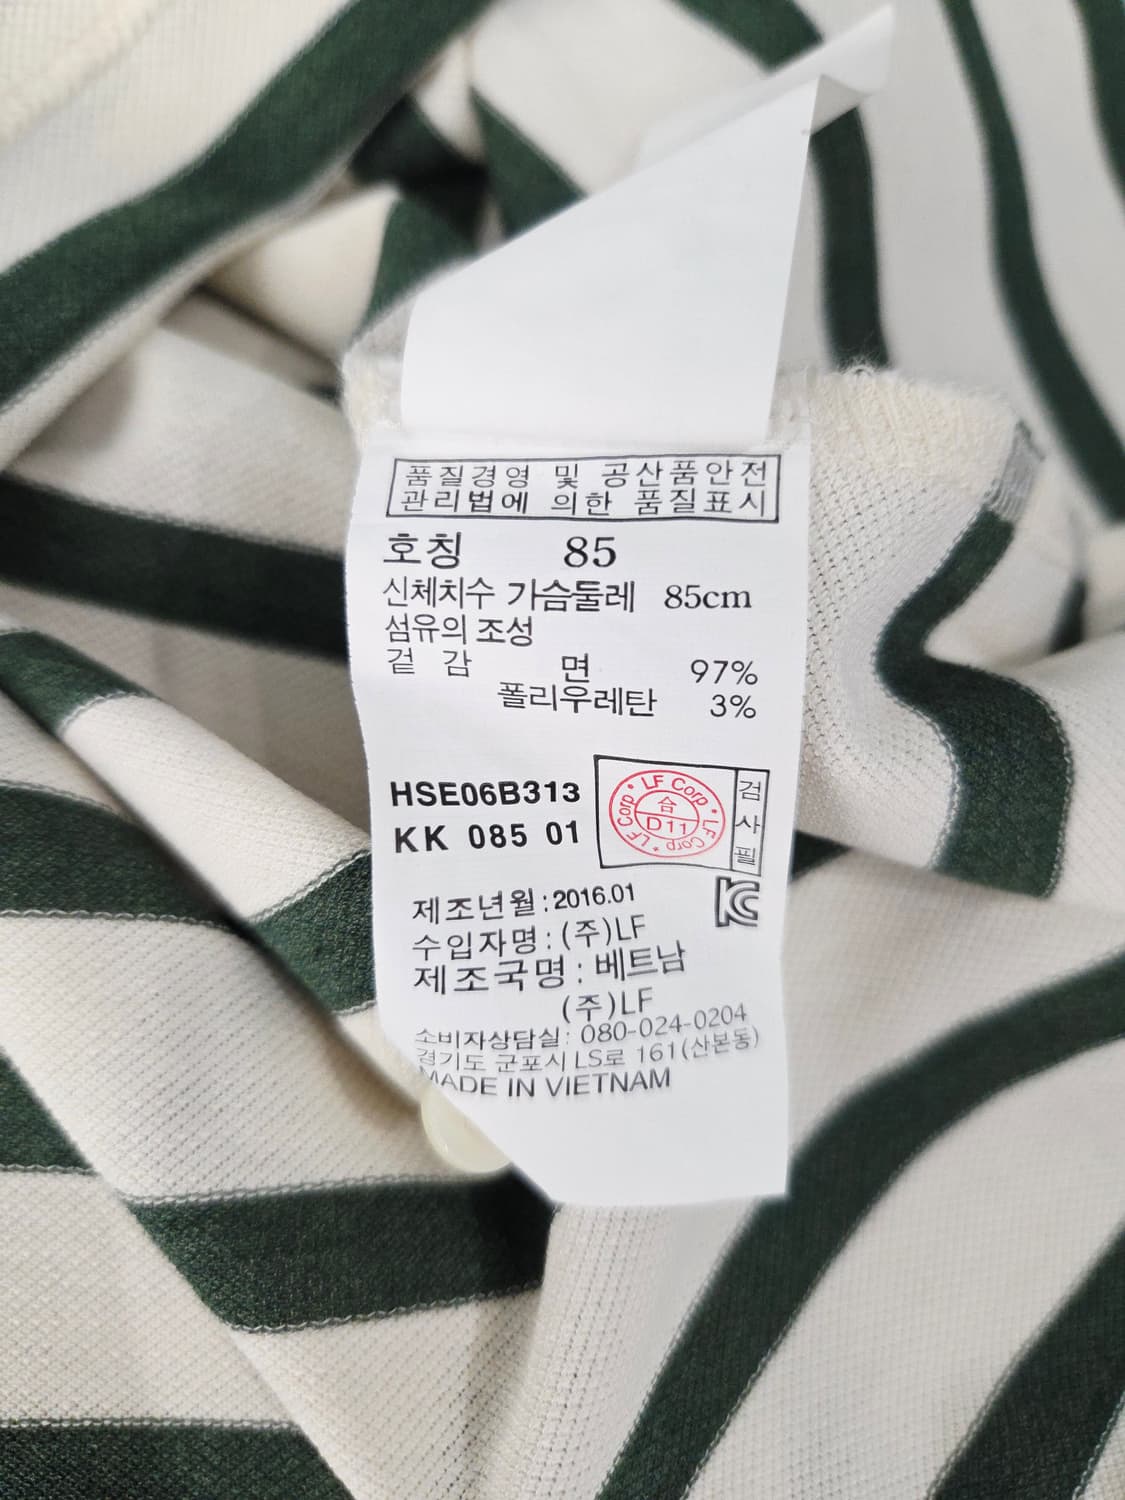 품질경영 및 공산품안전
관리법에 의한 품질표시
호칭 85
신체치수 가슴둘레 85cm
섬유의 조성
겉 감 면 97%
폴리우레탄 3%
HSE06B313
KK 085 01
LF Corp · LF Corp · LF Corp ·
合
D11
검사필
KC
제조년월:2016.01
수입자명: (주)LF
제조국명 : 베트남
(주)LF
소비자상담실: 080-024-0204
경기도 군포시 LS로 161(산본동)
MADE IN VIETNAM